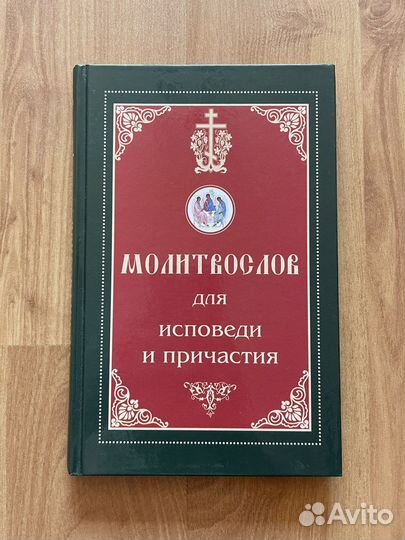 МОЛИТВОСЛОВ
для
исповеди
и причастия
Avito